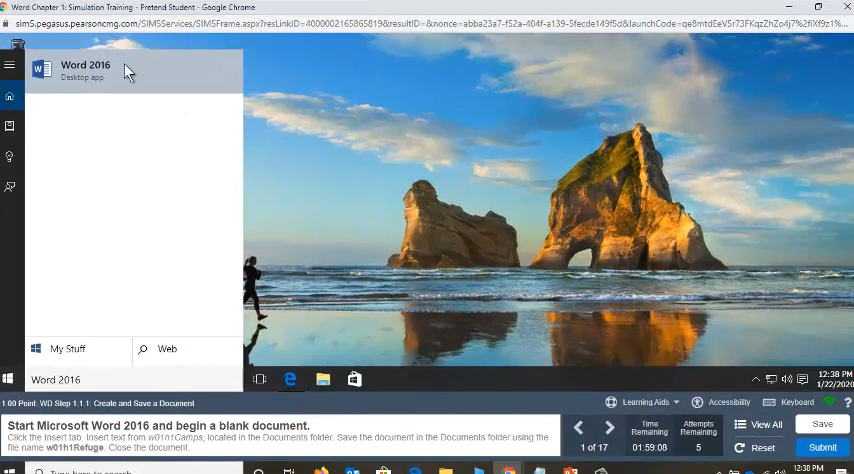 Word Chapter 1: Simulation Training - Pretend Student - Google Chrome
sim5.pegasus.pearsoncmg.com/SIM5Services/SIM5Frame.aspx?resLinkID=4000002165865819&resultID=&nonce=abba23a7-f52a-404f-a139-5fecde149f5d&launchCode=qe8mtdEeV5r73FKqzZhZo4j7%2fiXf9z1...
Word 2016
Desktop app
My Stuff
Web
Word 2016
12:38 PM
1/22/2020
1.00 Point: WD Step 1.1.1: Create and Save a Document
Learning Aids
Accessibility
Keyboard
Start Microsoft Word 2016 and begin a blank document.
Click the Insert tab. Insert text from w01h1Camps, located in the Documents folder. Save the document in the Documents folder using the
file name w01h1Refuge. Close the document.
1 of 17
Time
Remaining
01:59:08
Attempts
Remaining
5
View All
Reset
Save
Submit
Type here to search
12:38 PM